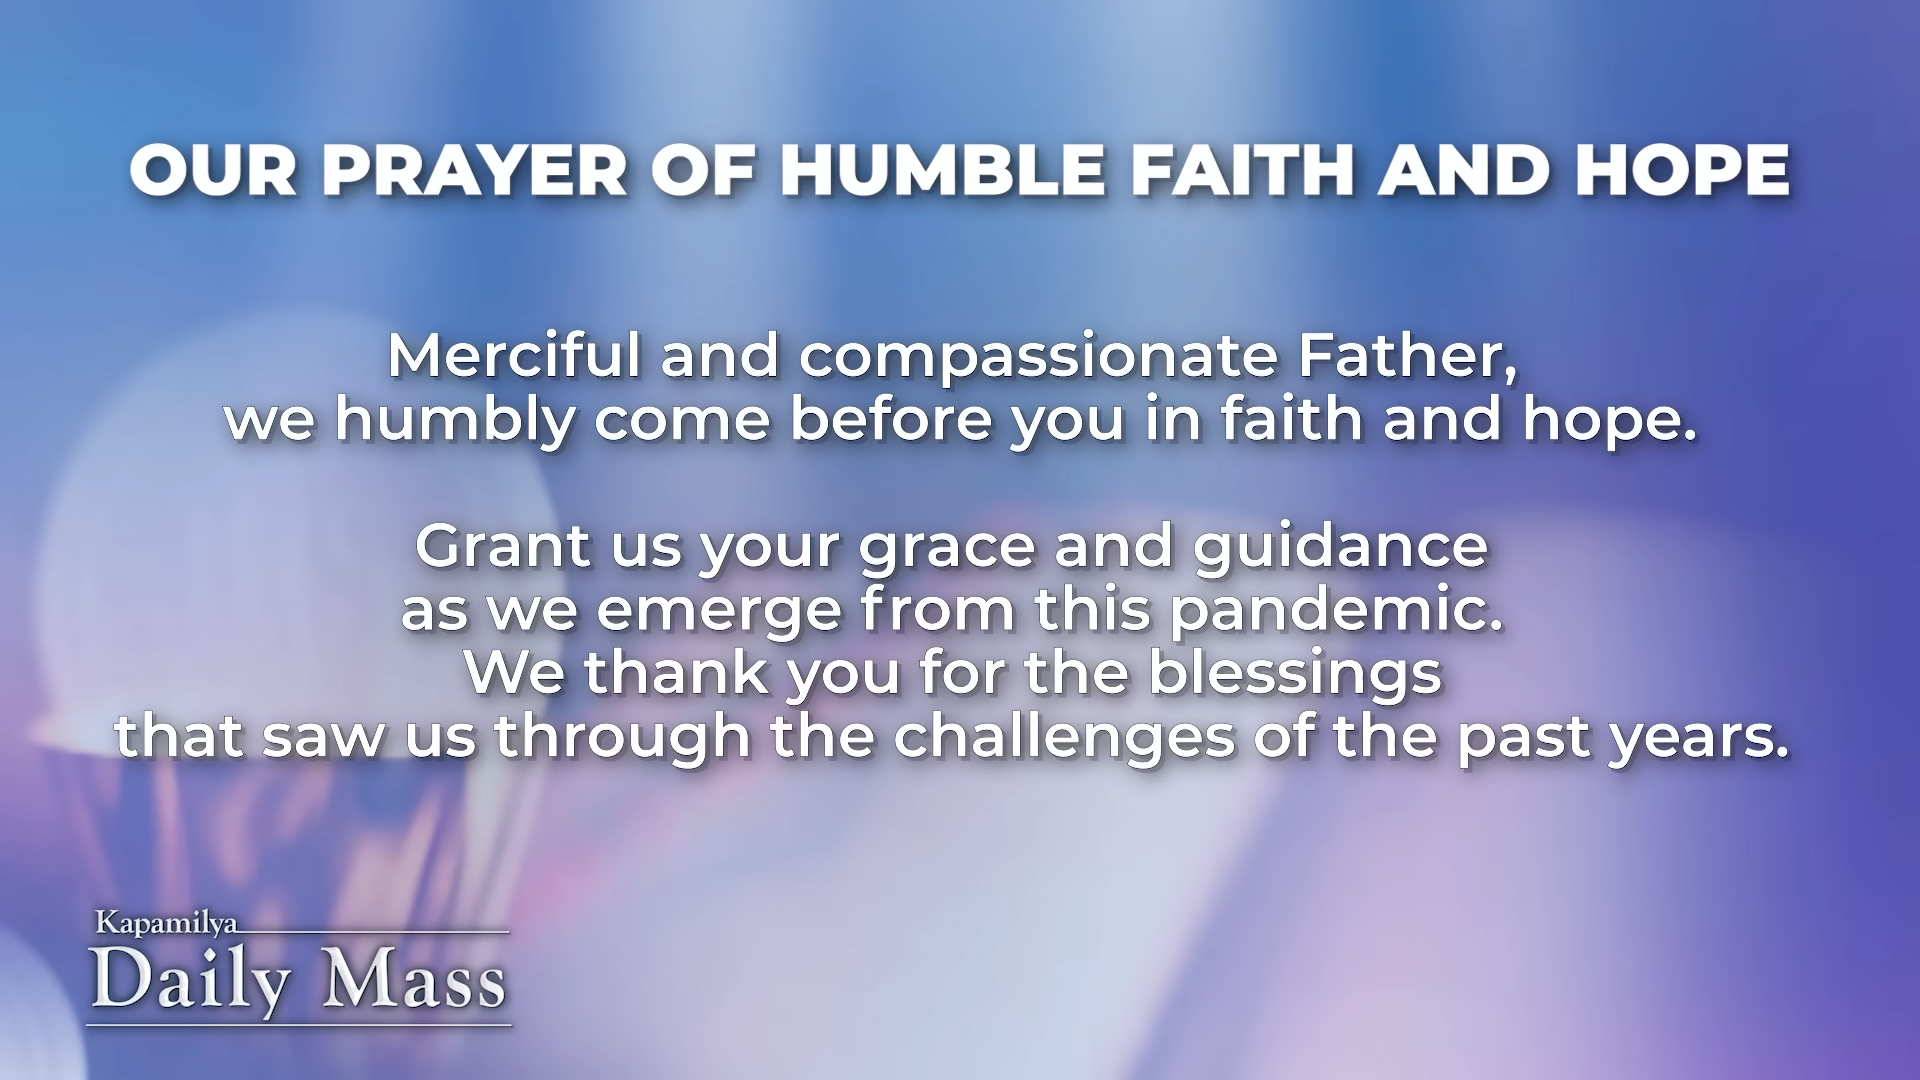 OUR PRAYER OF HUMBLE FAITH AND HOPE
Merciful and compassionate Father,
we humbly come before you in faith and hope.
Grant us your grace and guidance
as we emerge from this pandemic.
We thank you for the blessings
that saw us through the challenges of the past years.
Kapamilya
Daily Mass